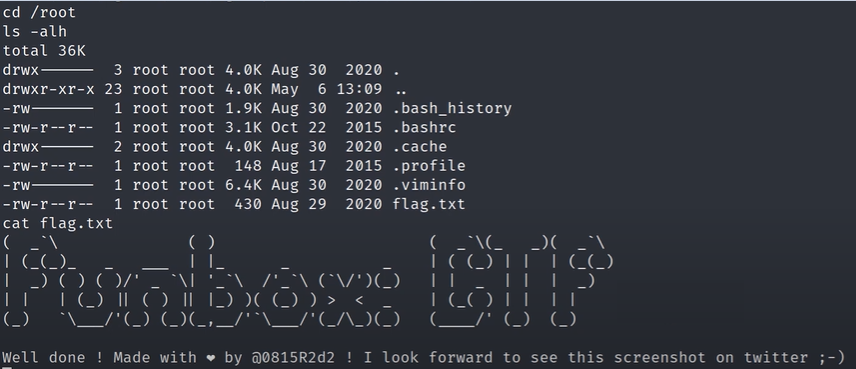 cd /root
ls -alh
total 36K
drwx------  3 root root 4.0K Aug 30  2020 .
drwxr-xr-x 23 root root 4.0K May  6 13:09 ..
-rw-------  1 root root 1.9K Aug 30  2020 .bash_history
-rw-r--r--  1 root root 3.1K Oct 22  2015 .bashrc
drwx------  2 root root 4.0K Aug 30  2020 .cache
-rw-r--r--  1 root root  148 Aug 17  2015 .profile
-rw-------  1 root root 6.4K Aug 30  2020 .viminfo
-rw-r--r--  1 root root  430 Aug 29  2020 flag.txt
cat flag.txt
Funbox: GTF
Well done ! Made with ❤ by @0815R2d2 ! I look forward to see this screenshot on twitter ;-)